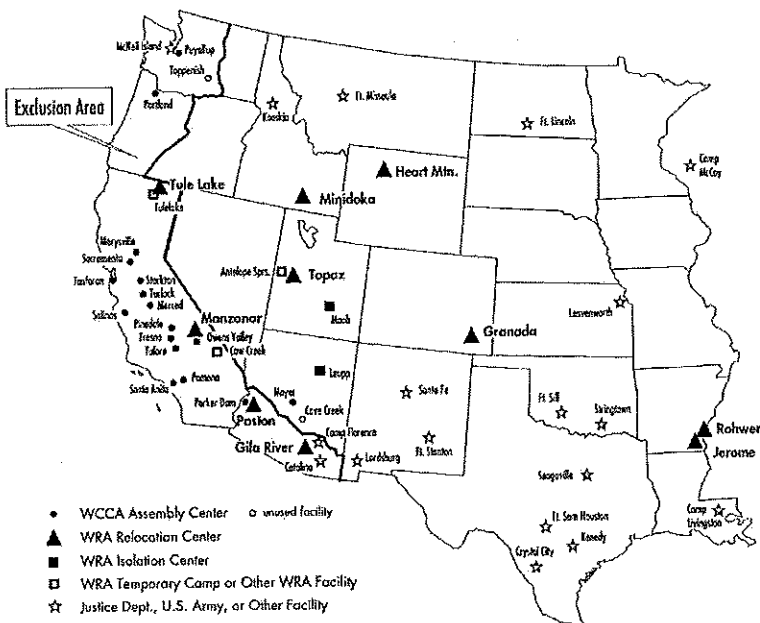 McNeil Island
Puyallup
Toppenish
Portland
Exclusion Area
Kooskia
Ft. Missoula
Ft. Lincoln
Camp
McCoy
Heart Mtn.
Minidoka
Tule Lake
Tulelake
Marysville
Sacramento
Tanforan
Stockton
Turlock
Merced
Salinas
Pinedale
Fresno
Tulare
Manzanar
Owens Valley
Cow Creek
Antelope Sprs.
Topaz
Moab
Granada
Leavenworth
Santa Anita
Pomona
Parker Dam
Poston
Mayer
Cave Creek
Leupp
Gila River
Camp Florence
Catalina
Lordsburg
Santa Fe
Ft. Stanton
Ft. Sill
Stringtown
Rohwer
Jerome
Seagoville
Ft. Sam Houston
Kenedy
Crystal City
Camp
Livingston
WCCA Assembly Center
unused facility
WRA Relocation Center
WRA Isolation Center
WRA Temporary Camp or Other WRA Facility
Justice Dept., U.S. Army, or Other Facility